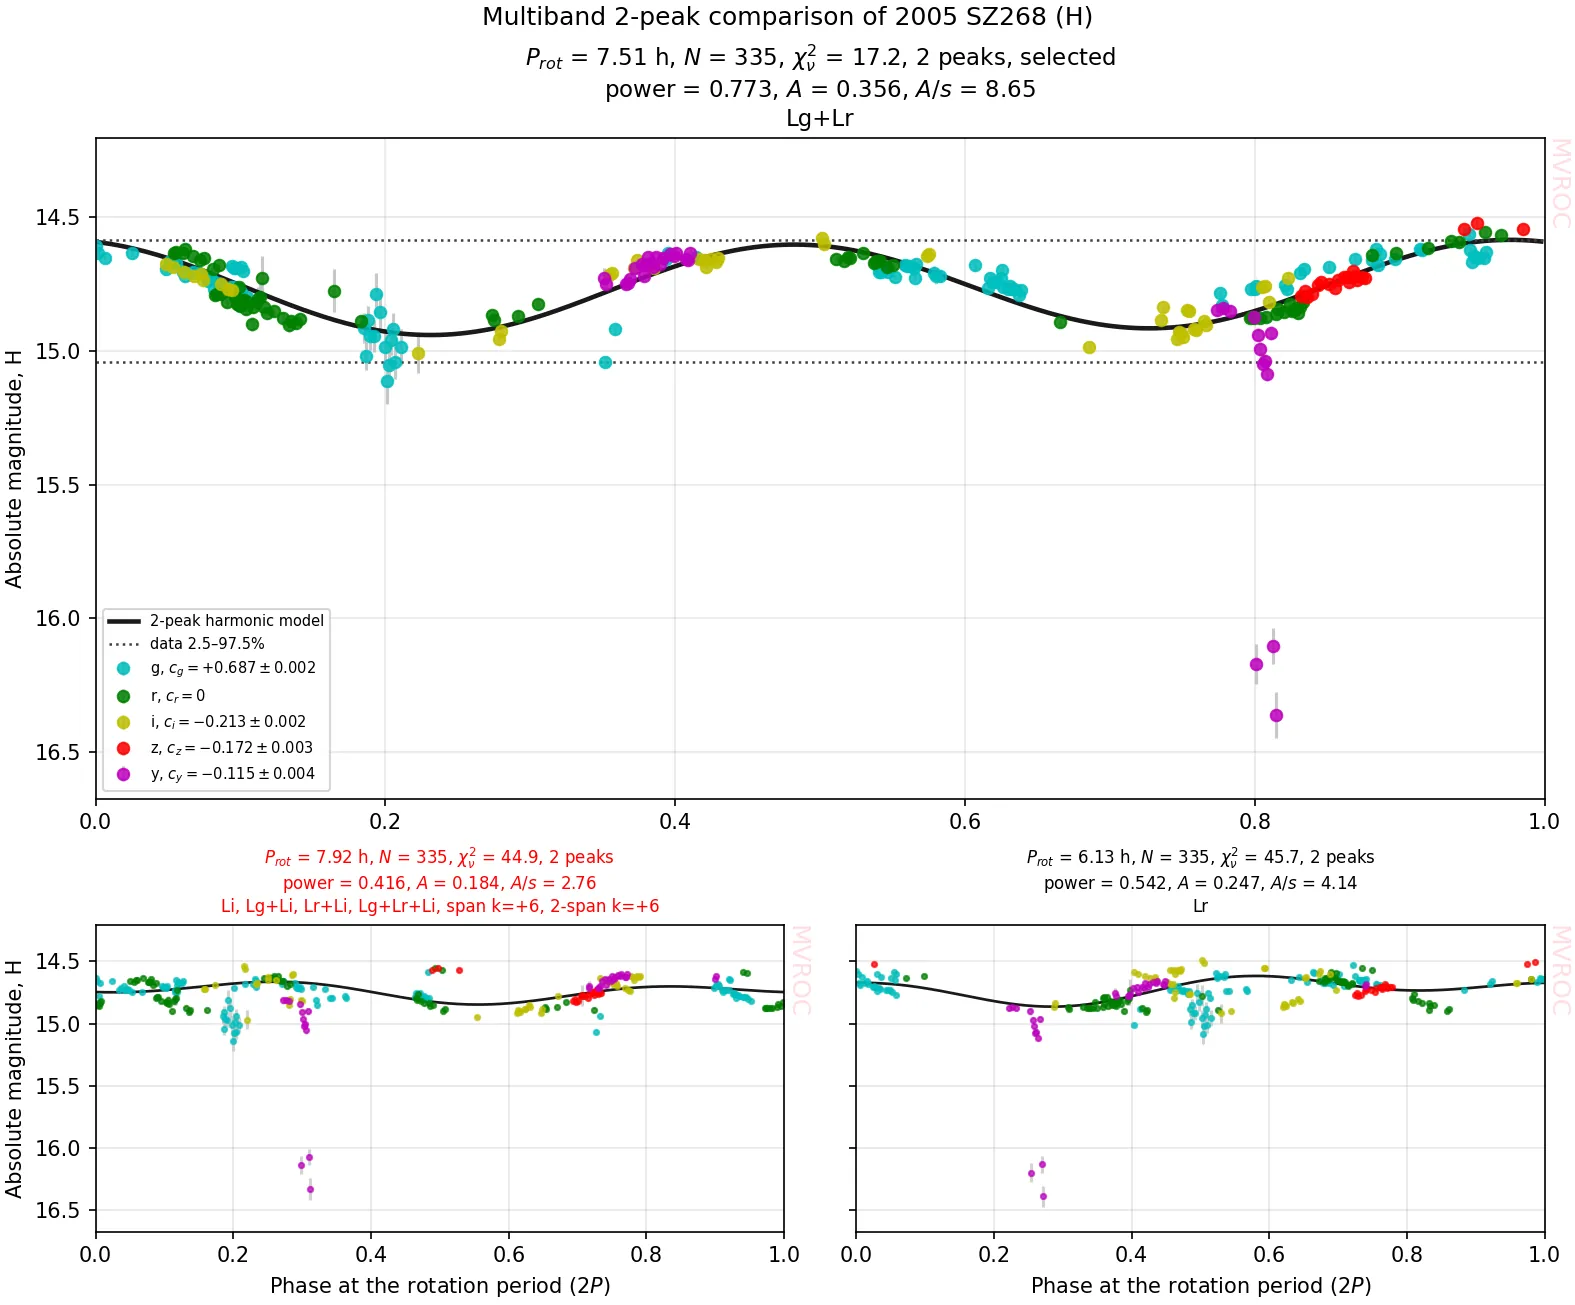 Multiband 2-peak comparison of 2005 SZ268 (H)
P_rot = 7.51 h, N = 335, χ²_ν = 17.2, 2 peaks, selected
power = 0.773, A = 0.356, A/s = 8.65
Lg+Lr
MVROC
Absolute magnitude, H
14.5
15.0
15.5
16.0
16.5
2-peak harmonic model
data 2.5–97.5%
g, c_g = +0.687 ± 0.002
r, c_r = 0
i, c_i = −0.213 ± 0.002
z, c_z = −0.172 ± 0.003
y, c_y = −0.115 ± 0.004
0.0 0.2 0.4 0.6 0.8 1.0
P_rot = 7.92 h, N = 335, χ²_ν = 44.9, 2 peaks
power = 0.416, A = 0.184, A/s = 2.76
Li, Lg+Li, Lr+Li, Lg+Lr+Li, span k=+6, 2-span k=+6
MVROC
Absolute magnitude, H
14.5
15.0
15.5
16.0
16.5
0.0 0.2 0.4 0.6 0.8 1.0
Phase at the rotation period (2P)
P_rot = 6.13 h, N = 335, χ²_ν = 45.7, 2 peaks
power = 0.542, A = 0.247, A/s = 4.14
Lr
MVROC
0.0 0.2 0.4 0.6 0.8 1.0
Phase at the rotation period (2P)